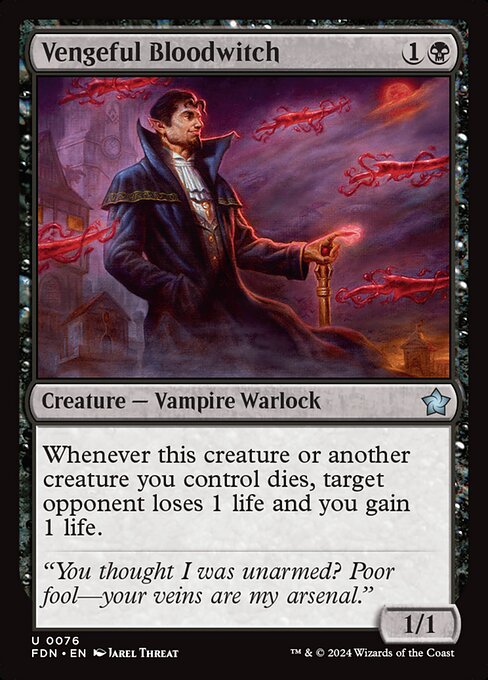 Vengeful Bloodwitch 1
Creature — Vampire Warlock
Whenever this creature or another
creature you control dies, target
opponent loses 1 life and you gain
1 life.
“You thought I was unarmed? Poor
fool—your veins are my arsenal.”
1/1
U 0076
FDN • EN JAREL THREAT
™ & © 2024 Wizards of the Coast